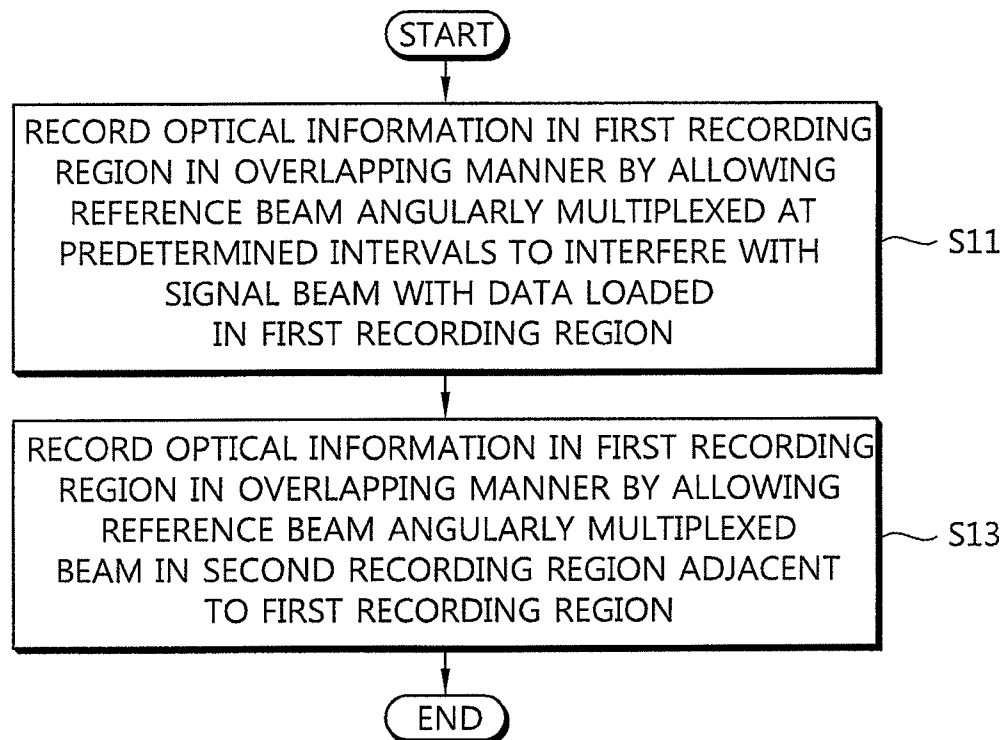 START
RECORD OPTICAL INFORMATION IN FIRST RECORDING
REGION IN OVERLAPPING MANNER BY ALLOWING
REFERENCE BEAM ANGULARLY MULTIPLEXED AT
PREDETERMINED INTERVALS TO INTERFERE WITH
SIGNAL BEAM WITH DATA LOADED
IN FIRST RECORDING REGION
S11
RECORD OPTICAL INFORMATION IN FIRST RECORDING
REGION IN OVERLAPPING MANNER BY ALLOWING
REFERENCE BEAM ANGULARLY MULTIPLEXED
BEAM IN SECOND RECORDING REGION ADJACENT
TO FIRST RECORDING REGION
S13
END